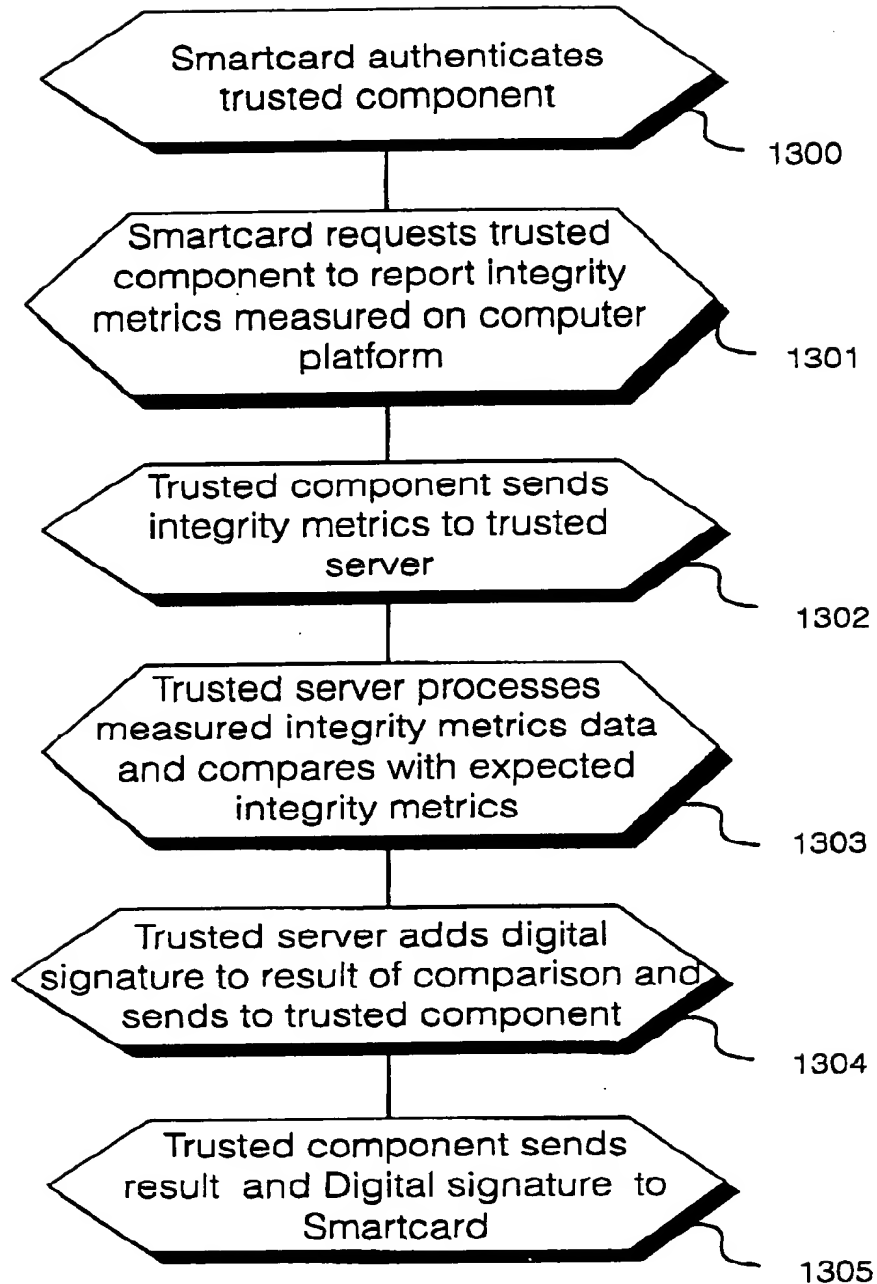 Smartcard authenticates
trusted component
1300
Smartcard requests trusted
component to report integrity
metrics measured on computer
platform
1301
Trusted component sends
integrity metrics to trusted
server
1302
Trusted server processes
measured integrity metrics data
and compares with expected
integrity metrics
1303
Trusted server adds digital
signature to result of comparison and
sends to trusted component
1304
Trusted component sends
result and Digital signature to
Smartcard
1305